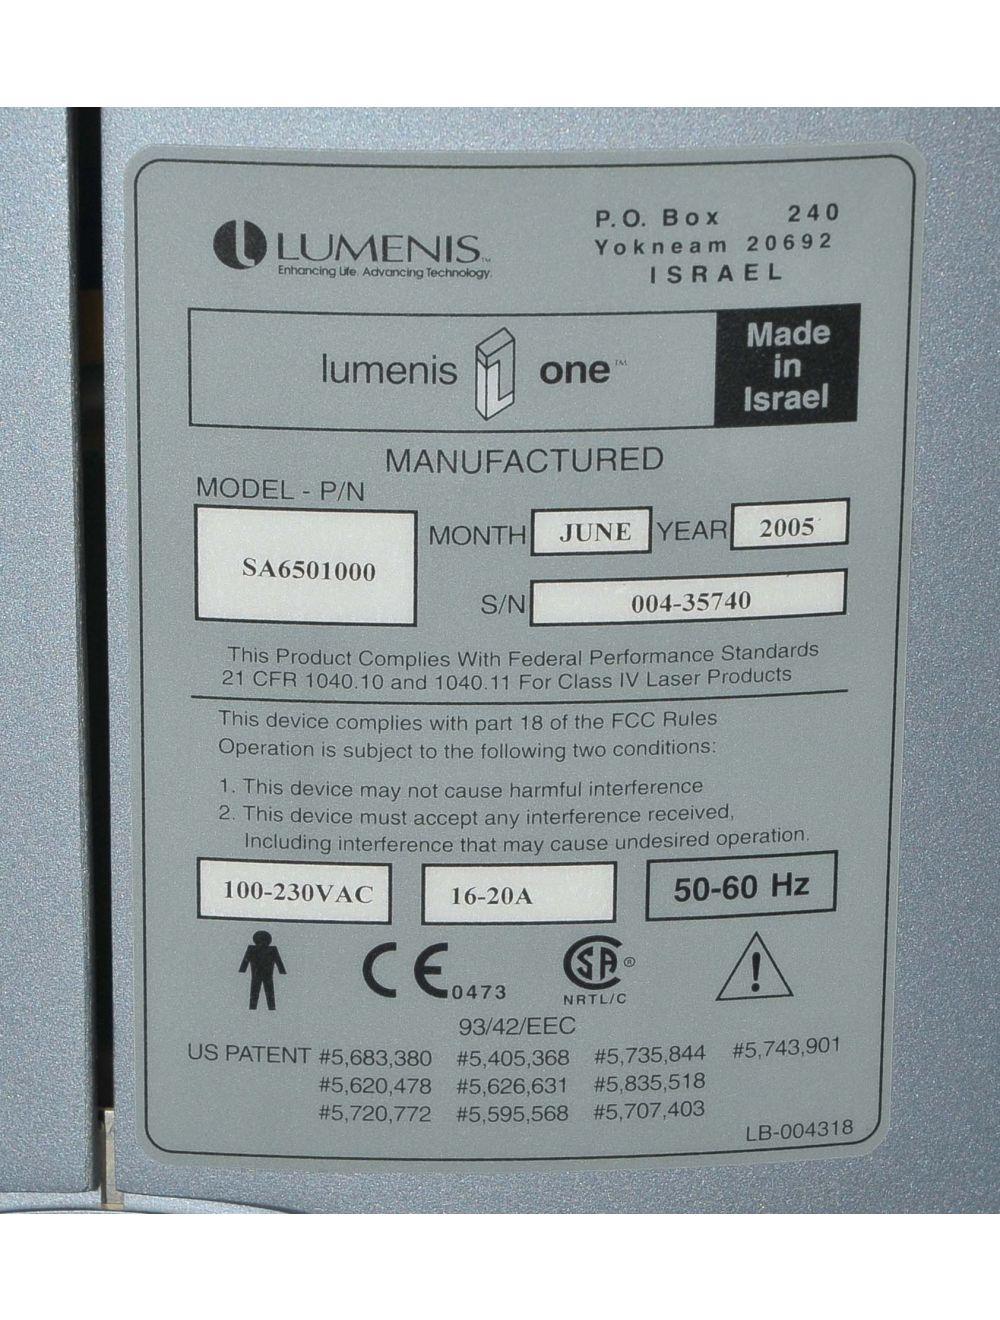 LUMENIS™
Enhancing Life. Advancing Technology.
P.O. Box 240
Yokneam 20692
ISRAEL
lumenis one™
Made
in
Israel
MANUFACTURED
MODEL - P/N
SA6501000
MONTH JUNE YEAR 2005
S/N 004-35740
This Product Complies With Federal Performance Standards
21 CFR 1040.10 and 1040.11 For Class IV Laser Products
This device complies with part 18 of the FCC Rules
Operation is subject to the following two conditions:
1. This device may not cause harmful interference
2. This device must accept any interference received,
Including interference that may cause undesired operation.
100-230VAC 16-20A 50-60 Hz
CE 0473 SA® !
NRTL/C
93/42/EEC
US PATENT #5,683,380 #5,405,368 #5,735,844 #5,743,901
#5,620,478 #5,626,631 #5,835,518
#5,720,772 #5,595,568 #5,707,403
LB-004318